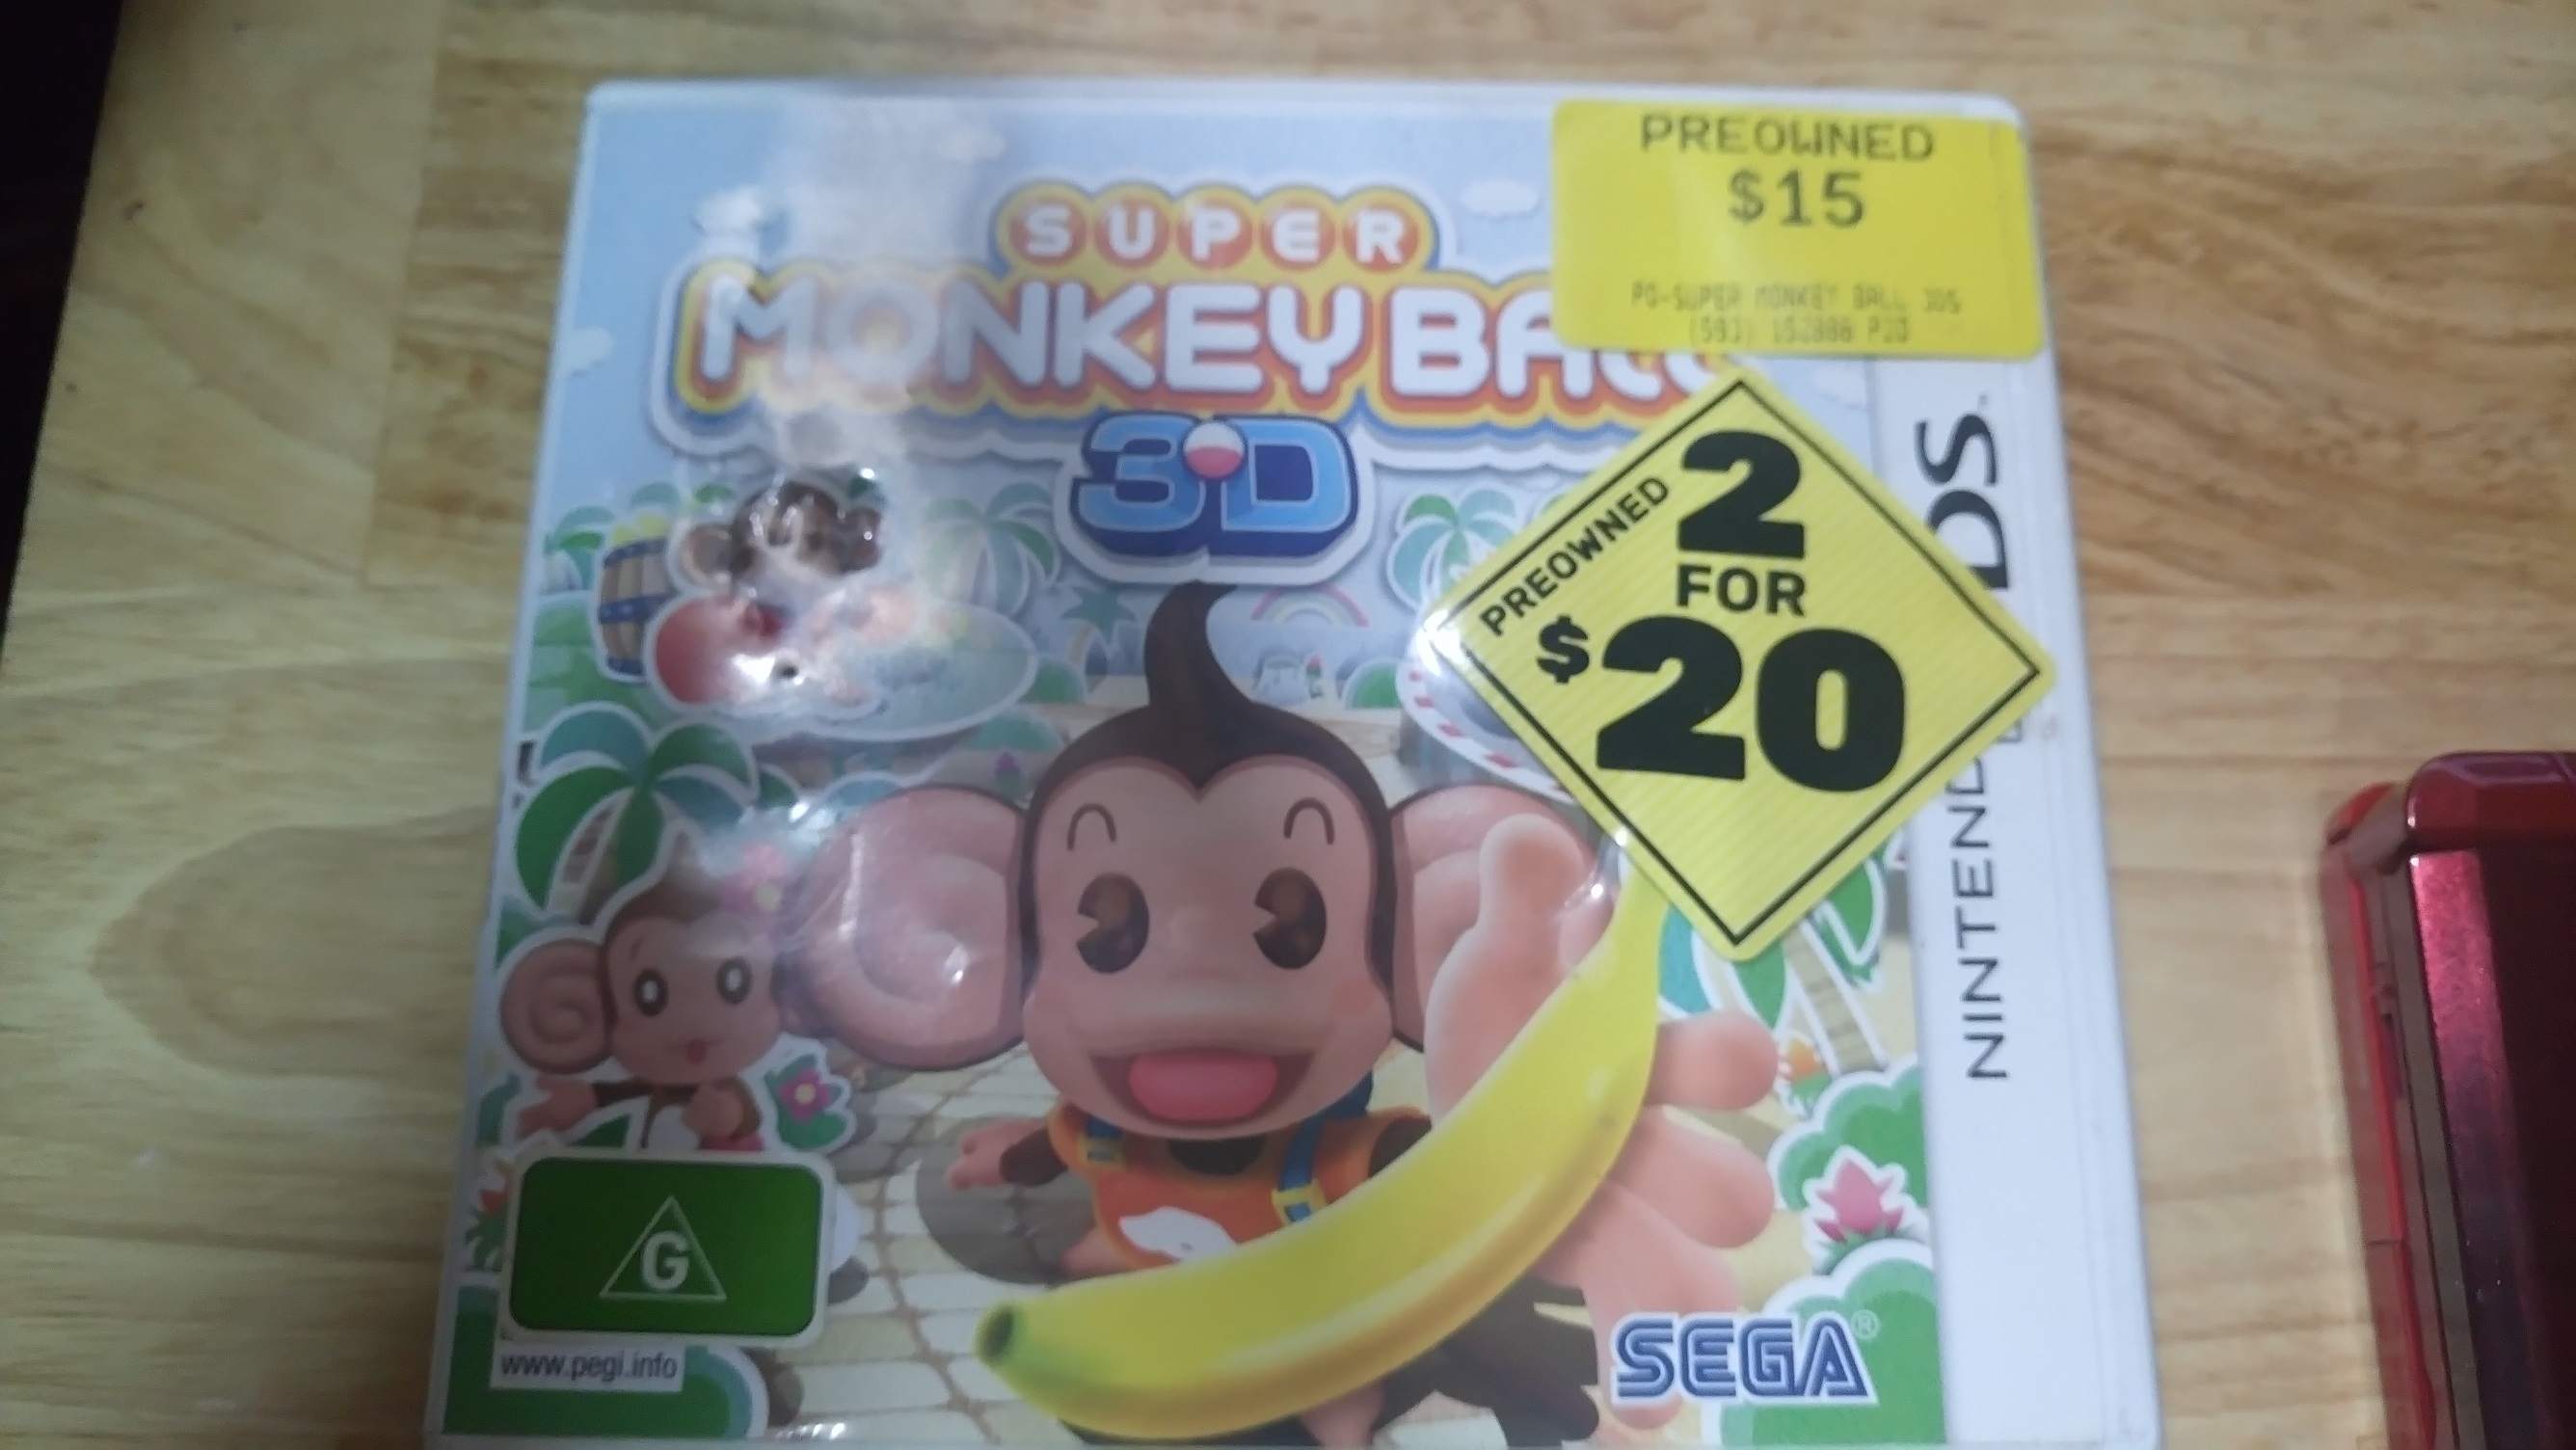 PREOWNED
$15
PO-SUPER MONKEY BALL 3DS
SUPER
MONKEY BALL
3D
PREOWNED
2
FOR
$20
NINTENDO
DS™
G
www.pegi.info
SEGA®